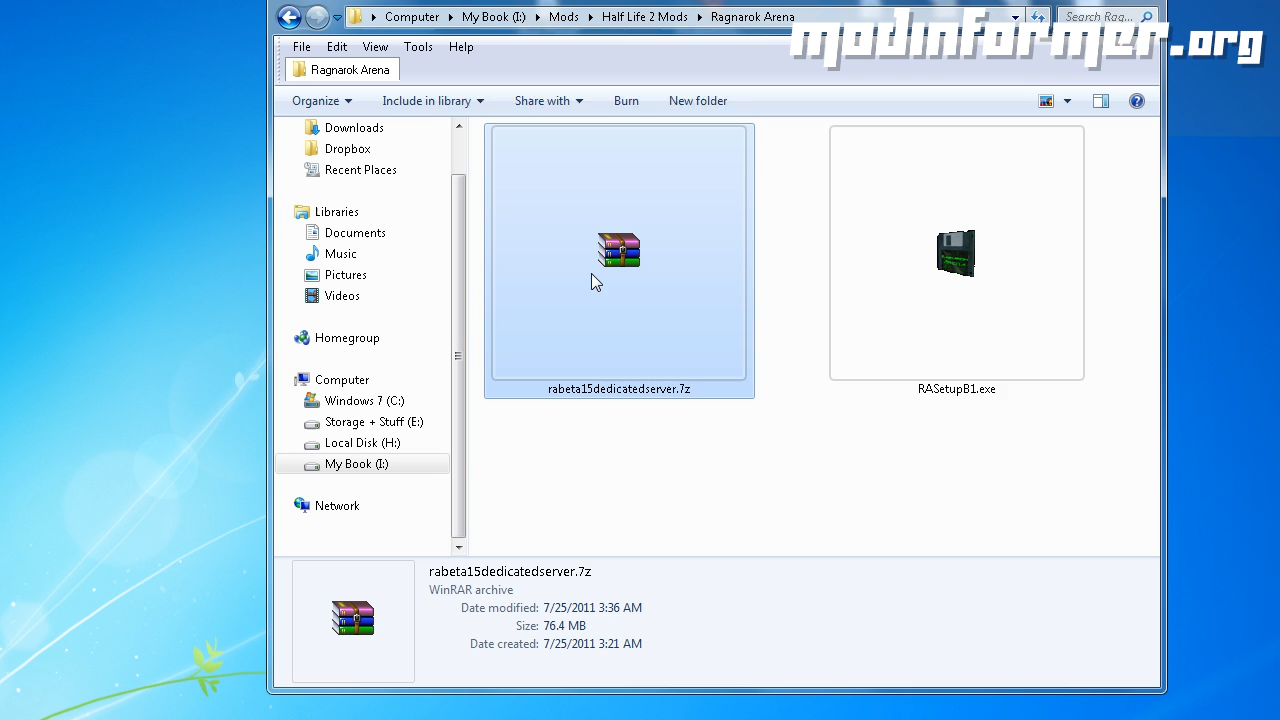 Computer My Book (I:) Mods Half Life 2 Mods Ragnarok Arena
Search Rag...
modinformer.org
File Edit View Tools Help
Ragnarok Arena
Organize Include in library Share with Burn New folder
Downloads
Dropbox
Recent Places
Libraries
Documents
Music
Pictures
Videos
Homegroup
Computer
Windows 7 (C:)
Storage + Stuff (E:)
Local Disk (H:)
My Book (I:)
Network
rabeta15dedicatedserver.7z
RASetupB1.exe
rabeta15dedicatedserver.7z
WinRAR archive
Date modified: 7/25/2011 3:36 AM
Size: 76.4 MB
Date created: 7/25/2011 3:21 AM